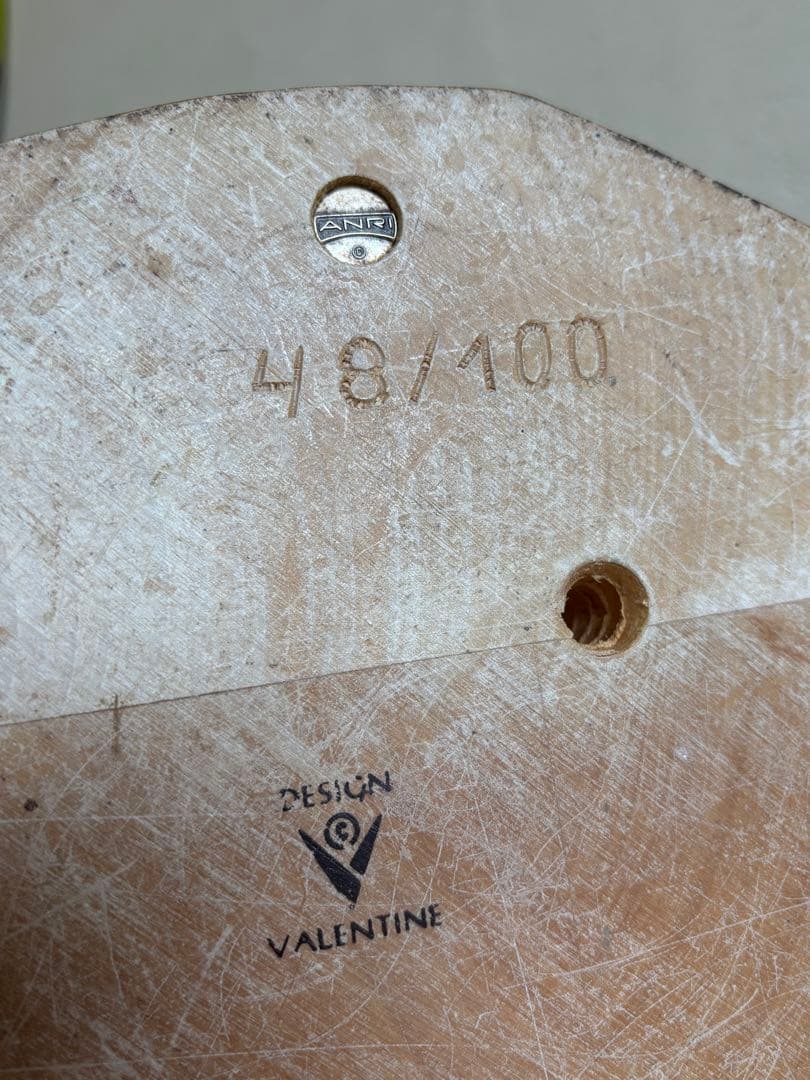 ANRI
©
48/100
DESIGN
©
VALENTINE